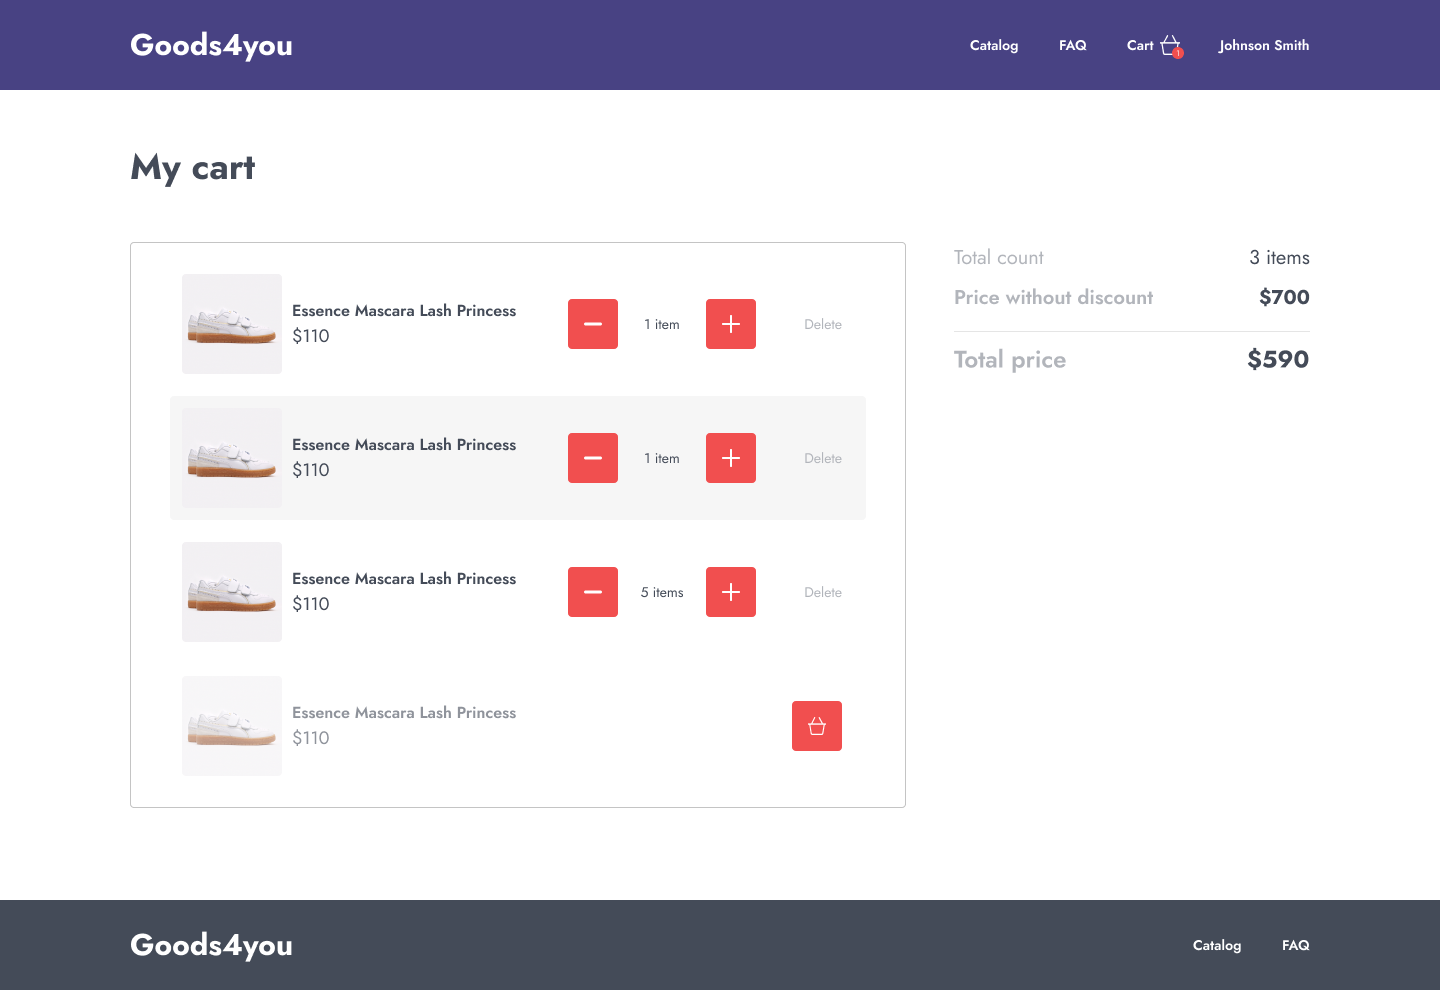 Goods4you
Catalog
FAQ
Cart
1
Johnson Smith
My cart
Essence Mascara Lash Princess
$110
1 item
Delete
Essence Mascara Lash Princess
$110
1 item
Delete
Essence Mascara Lash Princess
$110
5 items
Delete
Essence Mascara Lash Princess
$110
Total count
3 items
Price without discount
$700
Total price
$590
Goods4you
Catalog
FAQ